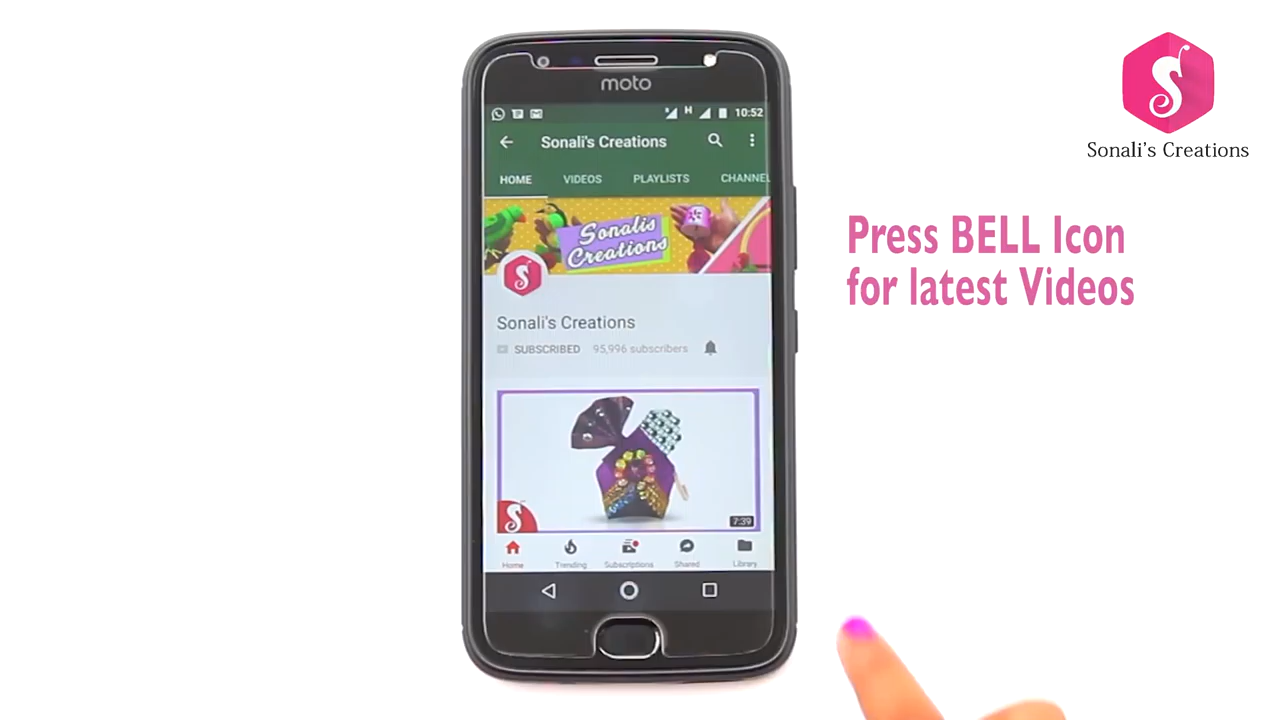 moto
10:52
Sonali's Creations
HOME VIDEOS PLAYLISTS CHANNEL
Sonalis
Creations
Sonali's Creations
SUBSCRIBED 95,996 subscribers
7:39
Home Trending Subscriptions Shared Library
Sonali's Creations
Press BELL Icon
for latest Videos